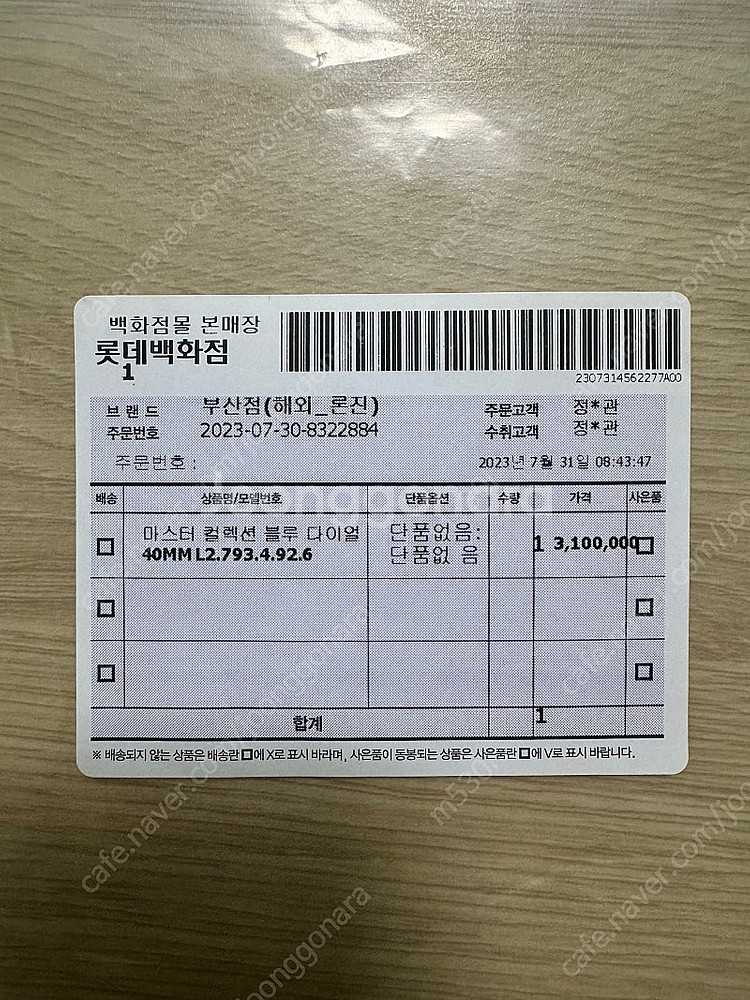 백화점몰 본매장
롯데백화점
1
2307314562277A00
브 랜 드 부산점(해외_론진) 주문고객 정*관
주문번호 2023-07-30-8322884 수취고객 정*관
주문번호 : 2023년 7월 31일 08:43:47
배송 상품명/모델번호 단품옵션 수량 가격 사은품
마스터 컬렉션 블루 다이얼 단품없음: 1 3,100,000
40MM L2.793.4.92.6 단품없 음
합계 1
※ 배송되지 않는 상품은 배송란 □에 X로 표시 바라며, 사은품이 동봉되는 상품은 사은품란 □에 V로 표시 바랍니다.
joonggonara
cafe.naver.com/joonggonara